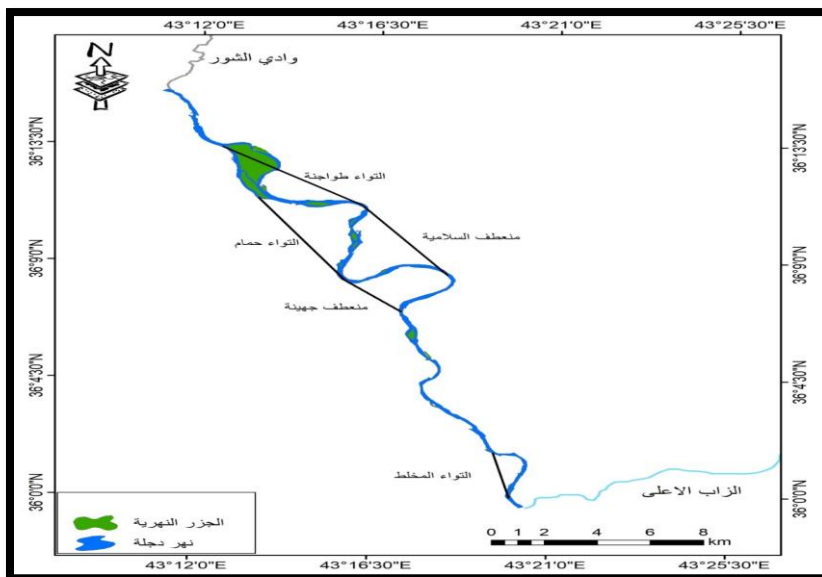 43°12'0"E 43°16'30"E 43°21'0"E 43°25'30"E
وادي الشور
N
36°13'30"N 36°13'30"N
التواء طواجنة
منعطف السلامية
التواء حمام
36°9'0"N 36°9'0"N
منعطف جهينة
36°4'30"N 36°4'30"N
التواء المخلط
الزاب الاعلى
36°0'0"N 36°0'0"N
الجزر النهرية
نهر دجلة
0 1 2 4 6 8
km
43°12'0"E 43°16'30"E 43°21'0"E 43°25'30"E